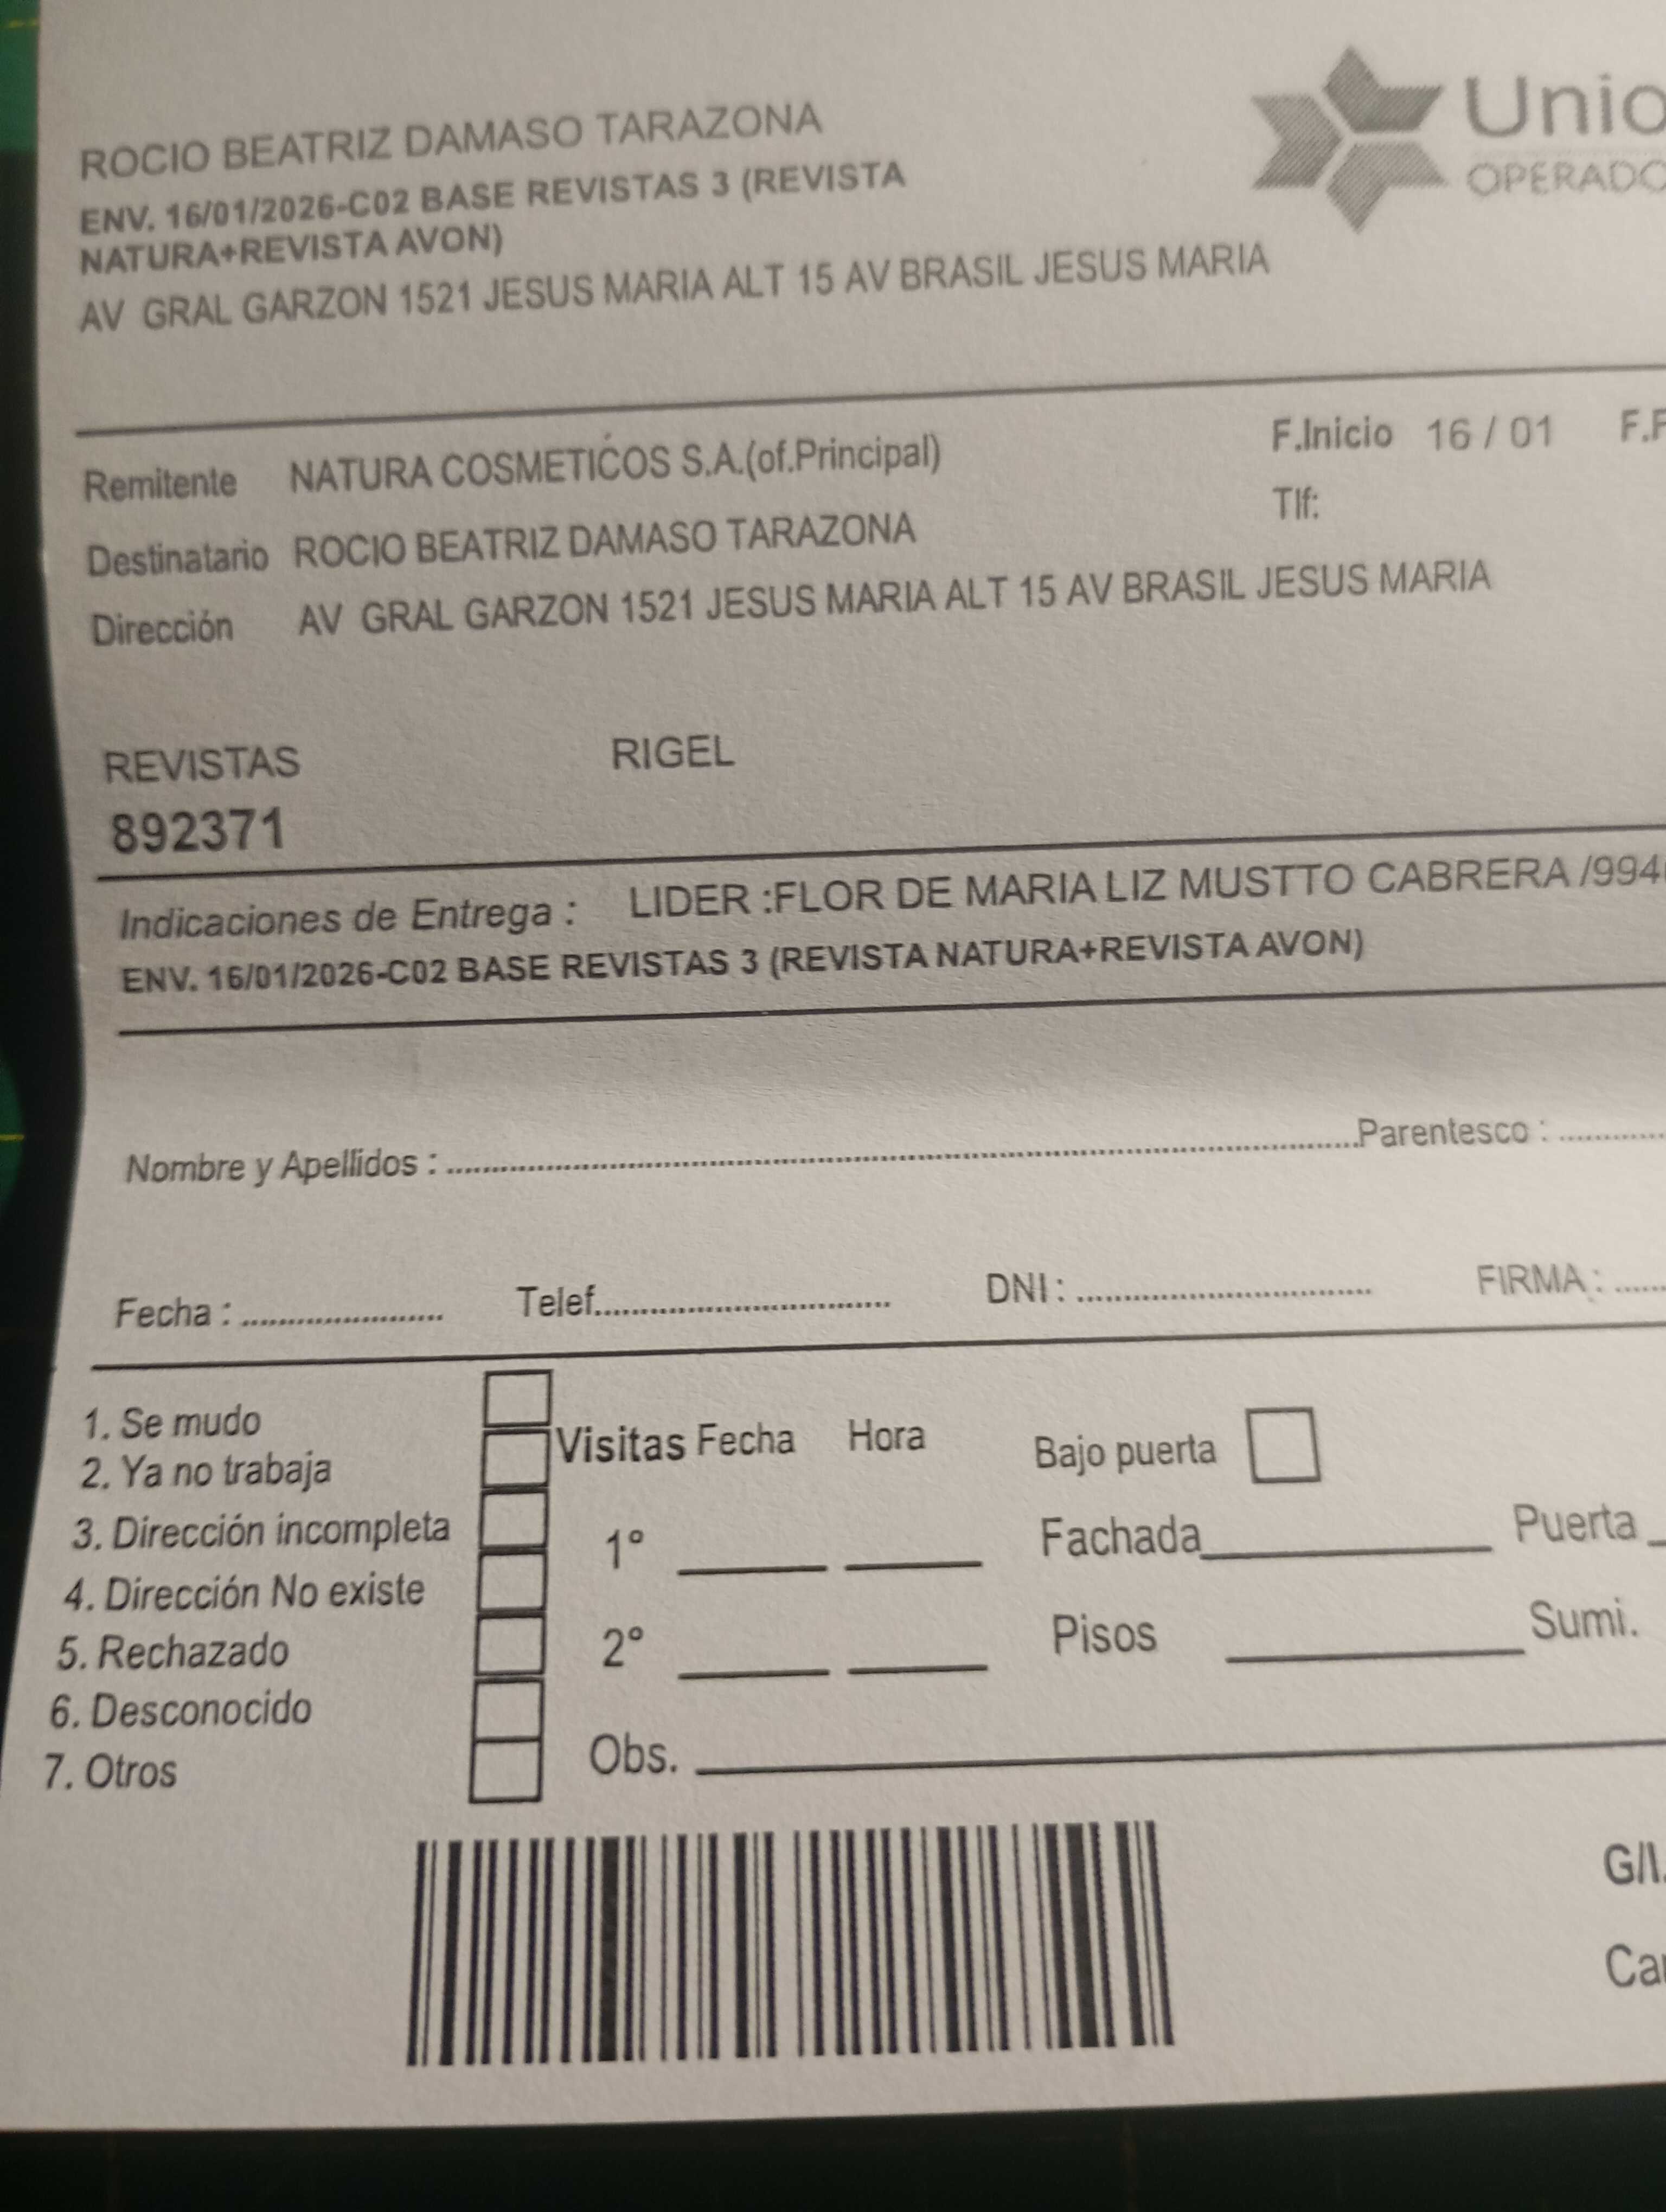 ROCIO BEATRIZ DAMASO TARAZONA
ENV. 16/01/2026-C02 BASE REVISTAS 3 (REVISTA
NATURA+REVISTA AVON)
AV GRAL GARZON 1521 JESUS MARIA ALT 15 AV BRASIL JESUS MARIA
Unio
OPERADO
Remitente NATURA COSMETICOS S.A.(of.Principal) F.Inicio 16 / 01
Tlf:
Destinatario ROCIO BEATRIZ DAMASO TARAZONA
Dirección AV GRAL GARZON 1521 JESUS MARIA ALT 15 AV BRASIL JESUS MARIA
REVISTAS RIGEL
892371
Indicaciones de Entrega : LIDER :FLOR DE MARIA LIZ MUSTTO CABRERA /994
ENV. 16/01/2026-C02 BASE REVISTAS 3 (REVISTA NATURA+REVISTA AVON)
Nombre y Apellidos : Parentesco :
Fecha : Telef. DNI : FIRMA :
1. Se mudo
2. Ya no trabaja
3. Dirección incompleta
4. Dirección No existe
5. Rechazado
6. Desconocido
7. Otros
Visitas Fecha Hora
1°
2°
Obs.
Bajo puerta
Fachada Puerta
Pisos Sumi.
G/I.
Ca